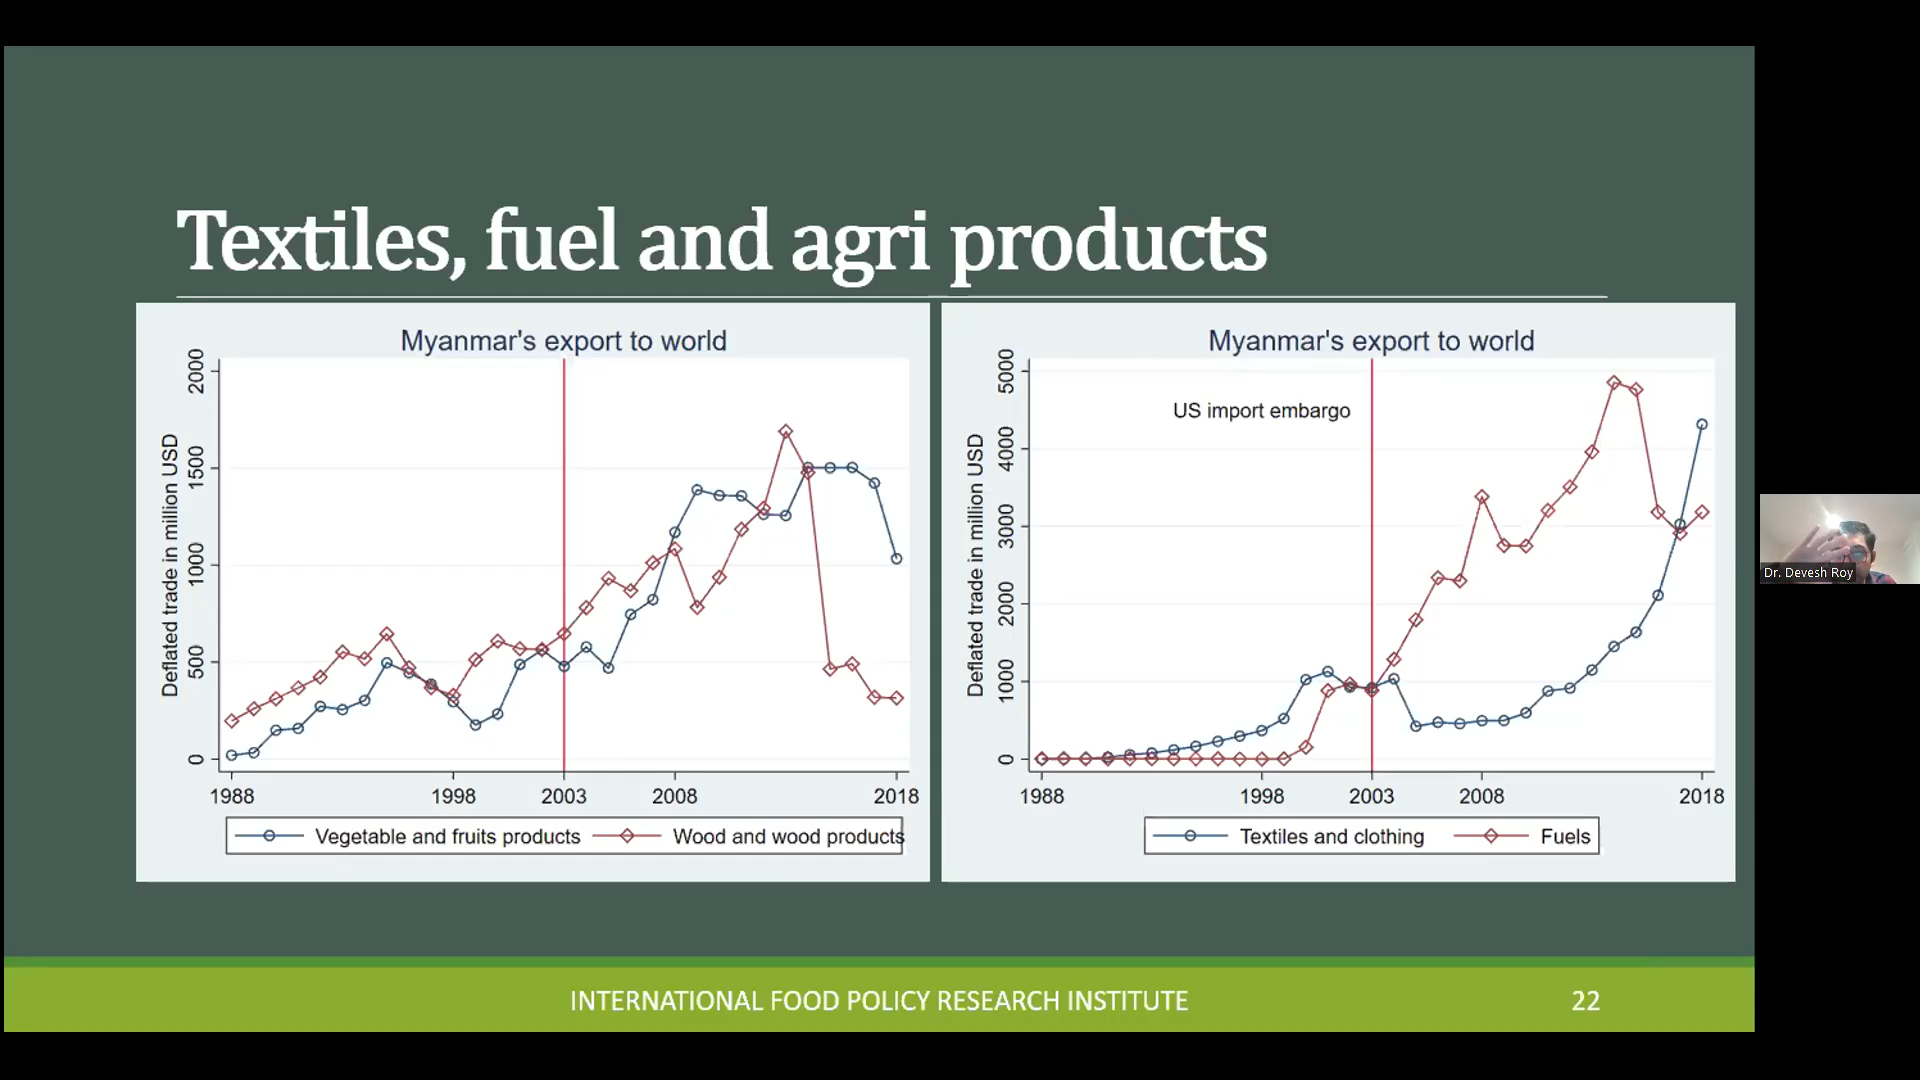 Textiles, fuel and agri products
Myanmar's export to world
Deflated trade in million USD
2000
1500
1000
500
0
1988
1998
2003
2008
2018
Vegetable and fruits products
Wood and wood products
Myanmar's export to world
US import embargo
Deflated trade in million USD
5000
4000
3000
2000
1000
0
1988
1998
2003
2008
2018
Textiles and clothing
Fuels
Dr. Devesh Roy
INTERNATIONAL FOOD POLICY RESEARCH INSTITUTE
22